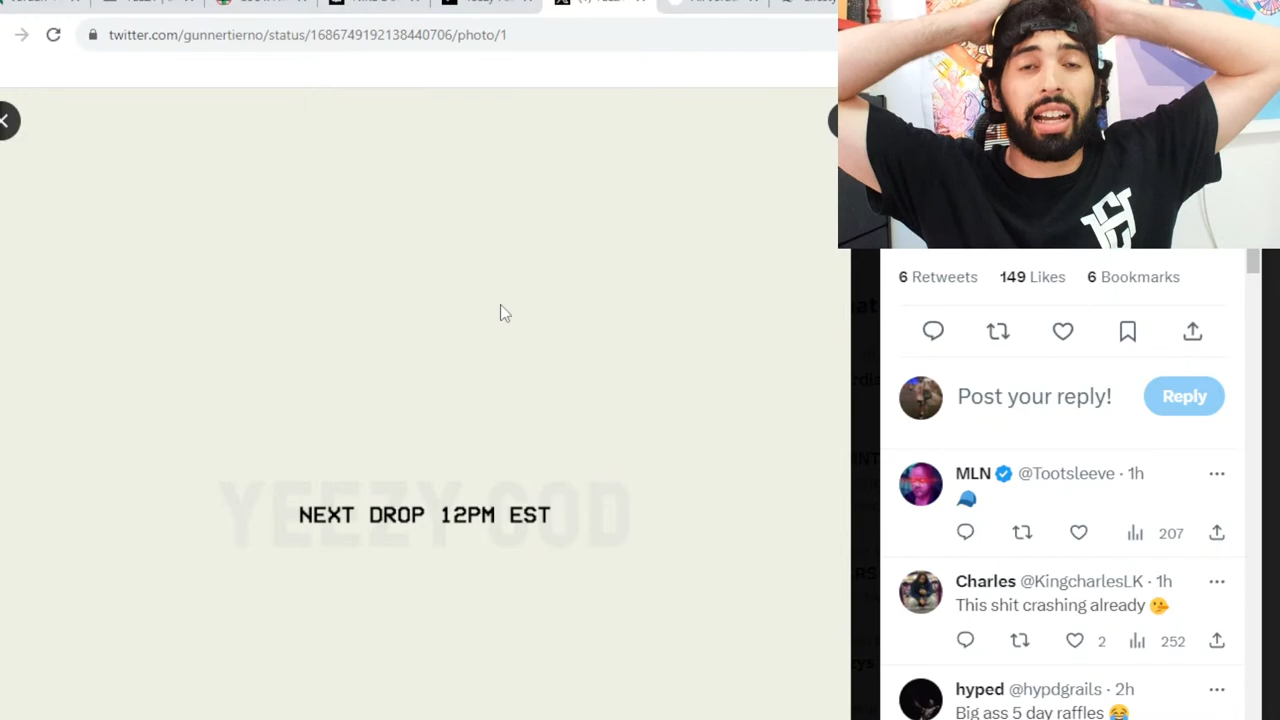 twitter.com/gunnertierno/status/1686749192138440706/photo/1
YEEZY GOD
NEXT DROP 12PM EST
6 Retweets 149 Likes 6 Bookmarks
Post your reply!
Reply
MLN @Tootsleeve · 1h
207
Charles @KingcharlesLK · 1h
This shit crashing already
2 252
hyped @hypdgrails · 2h
Big ass 5 day raffles